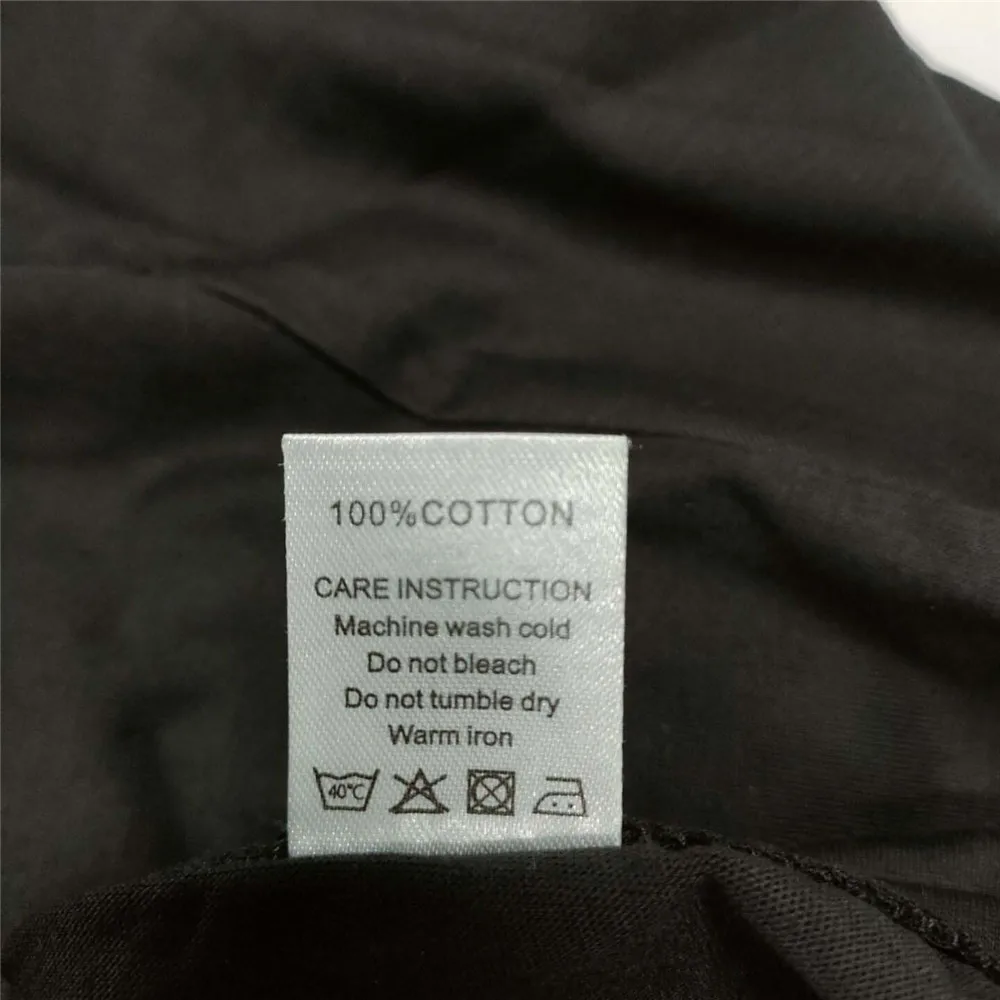 100%COTTON
CARE INSTRUCTION
Machine wash cold
Do not bleach
Do not tumble dry
Warm iron
40°C